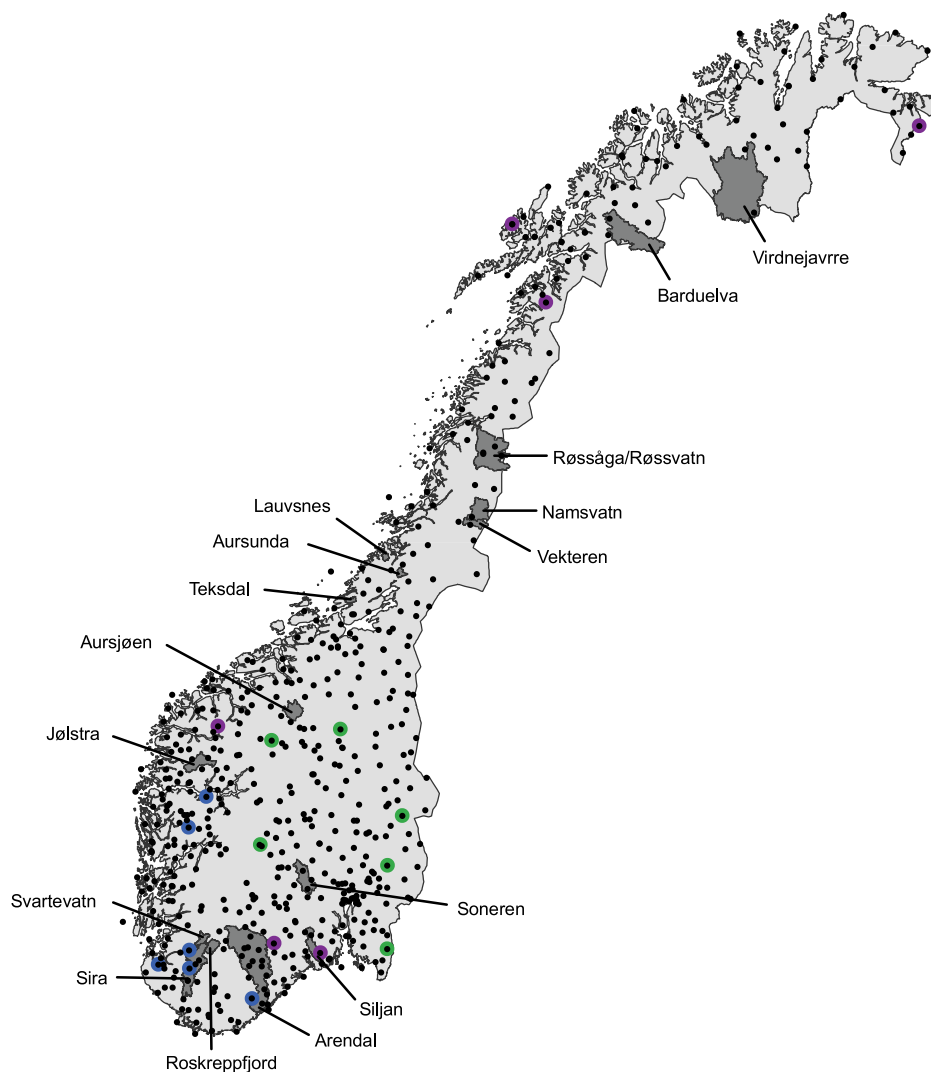 Virdnejavrre
Barduelva
Røssåga/Røssvatn
Lauvsnes
Namsvatn
Aursunda
Vekteren
Teksdal
Aursjøen
Jølstra
Svartevatn
Soneren
Sira
Siljan
Arendal
Roskreppfjord